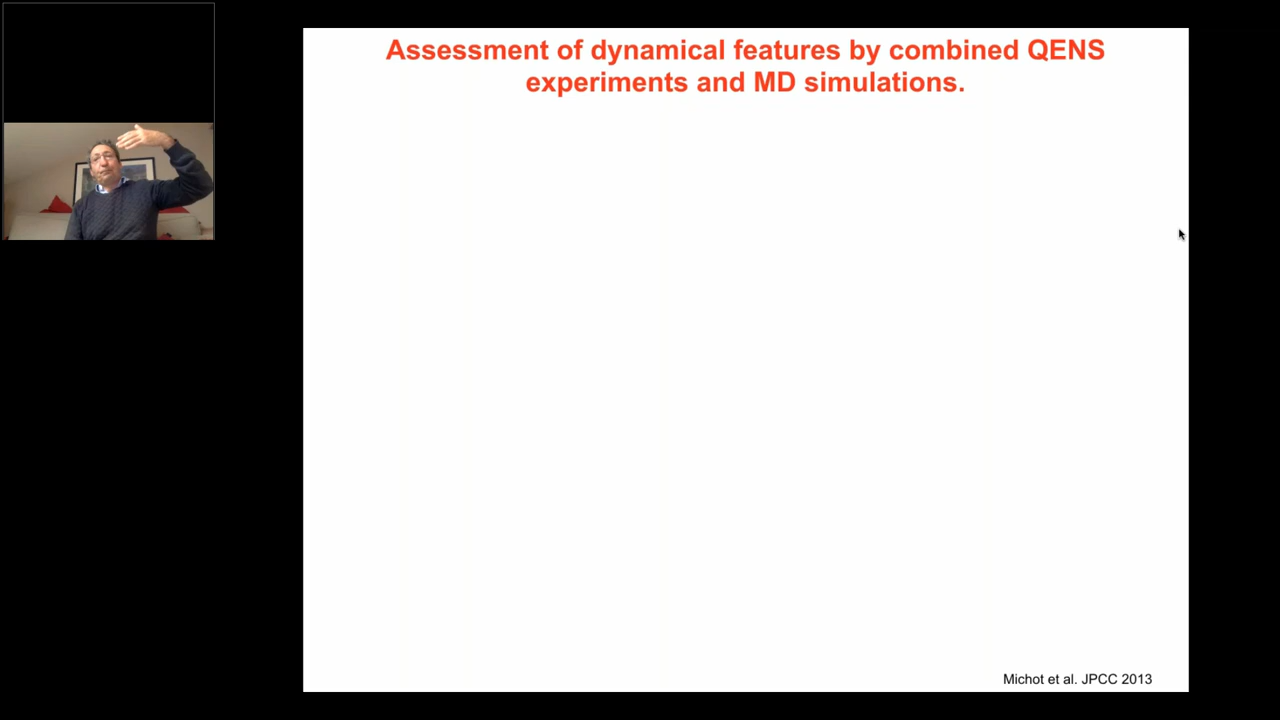 Assessment of dynamical features by combined QENS
experiments and MD simulations.
Michot et al. JPCC 2013